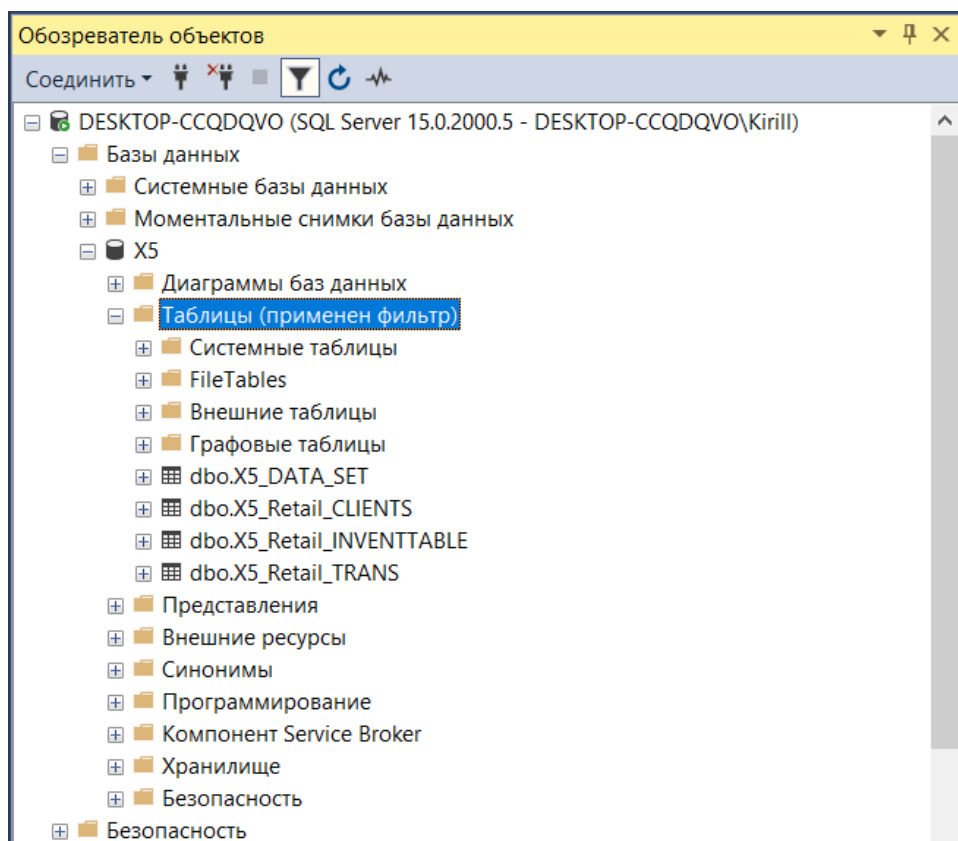 Обозреватель объектов
Соединить
DESKTOP-CCQDQVO (SQL Server 15.0.2000.5 - DESKTOP-CCQDQVO\Kirill)
Базы данных
Системные базы данных
Моментальные снимки базы данных
X5
Диаграммы баз данных
Таблицы (применен фильтр)
Системные таблицы
FileTables
Внешние таблицы
Графовые таблицы
dbo.X5_DATA_SET
dbo.X5_Retail_CLIENTS
dbo.X5_Retail_INVENTTABLE
dbo.X5_Retail_TRANS
Представления
Внешние ресурсы
Синонимы
Программирование
Компонент Service Broker
Хранилище
Безопасность
Безопасность